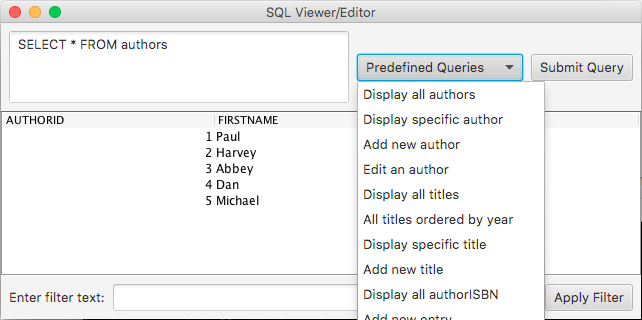 SQL Viewer/Editor
SELECT * FROM authors
Predefined Queries
Submit Query
Display all authors
Display specific author
Add new author
Edit an author
Display all titles
All titles ordered by year
Display specific title
Add new title
Display all authorISBN
Add new entry
AUTHORID FIRSTNAME
1 Paul
2 Harvey
3 Abbey
4 Dan
5 Michael
Enter filter text:
Apply Filter